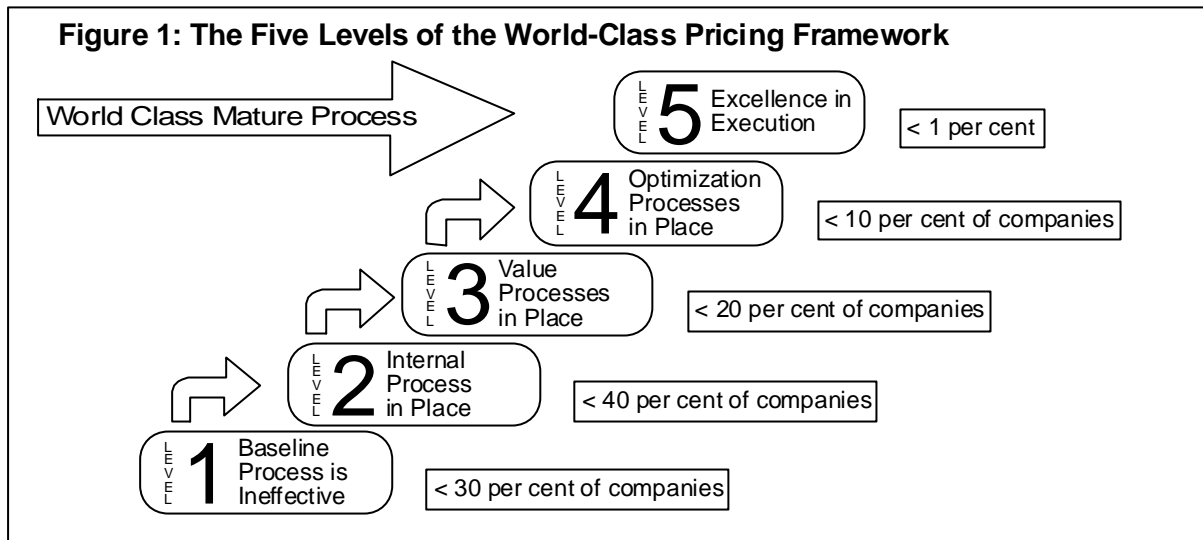 Figure 1: The Five Levels of the World-Class Pricing Framework
World Class Mature Process
LEVEL 5 Excellence in
Execution
< 1 per cent
LEVEL 4 Optimization
Processes
in Place
< 10 per cent of companies
LEVEL 3 Value
Processes
in Place
< 20 per cent of companies
LEVEL 2 Internal
Process
in Place
< 40 per cent of companies
LEVEL 1 Baseline
Process is
Ineffective
< 30 per cent of companies